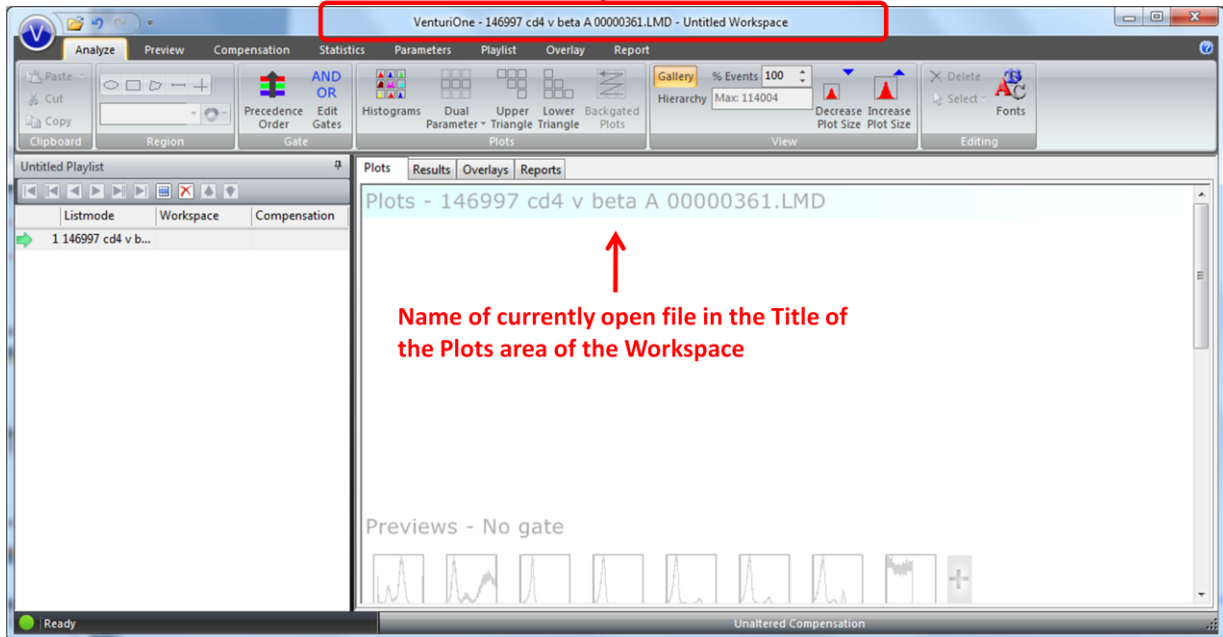 VenturiOne - 146997 cd4 v beta A 00000361.LMD - Untitled Workspace
V
Analyze Preview Compensation Statistics Parameters Playlist Overlay Report
Paste
Cut
Copy
Clipboard
Region
Precedence Order
AND OR
Edit Gates
Gate
Histograms
Dual Parameter
Upper Triangle
Lower Triangle
Backgated Plots
Plots
Gallery
Hierarchy
% Events 100
Max: 114004
Decrease Plot Size
Increase Plot Size
View
Delete
Select
Fonts
Editing
Untitled Playlist
Listmode Workspace Compensation
1 146997 cd4 v b...
Plots Results Overlays Reports
Plots - 146997 cd4 v beta A 00000361.LMD
Name of currently open file in the Title of
the Plots area of the Workspace
Previews - No gate
Ready
Unaltered Compensation